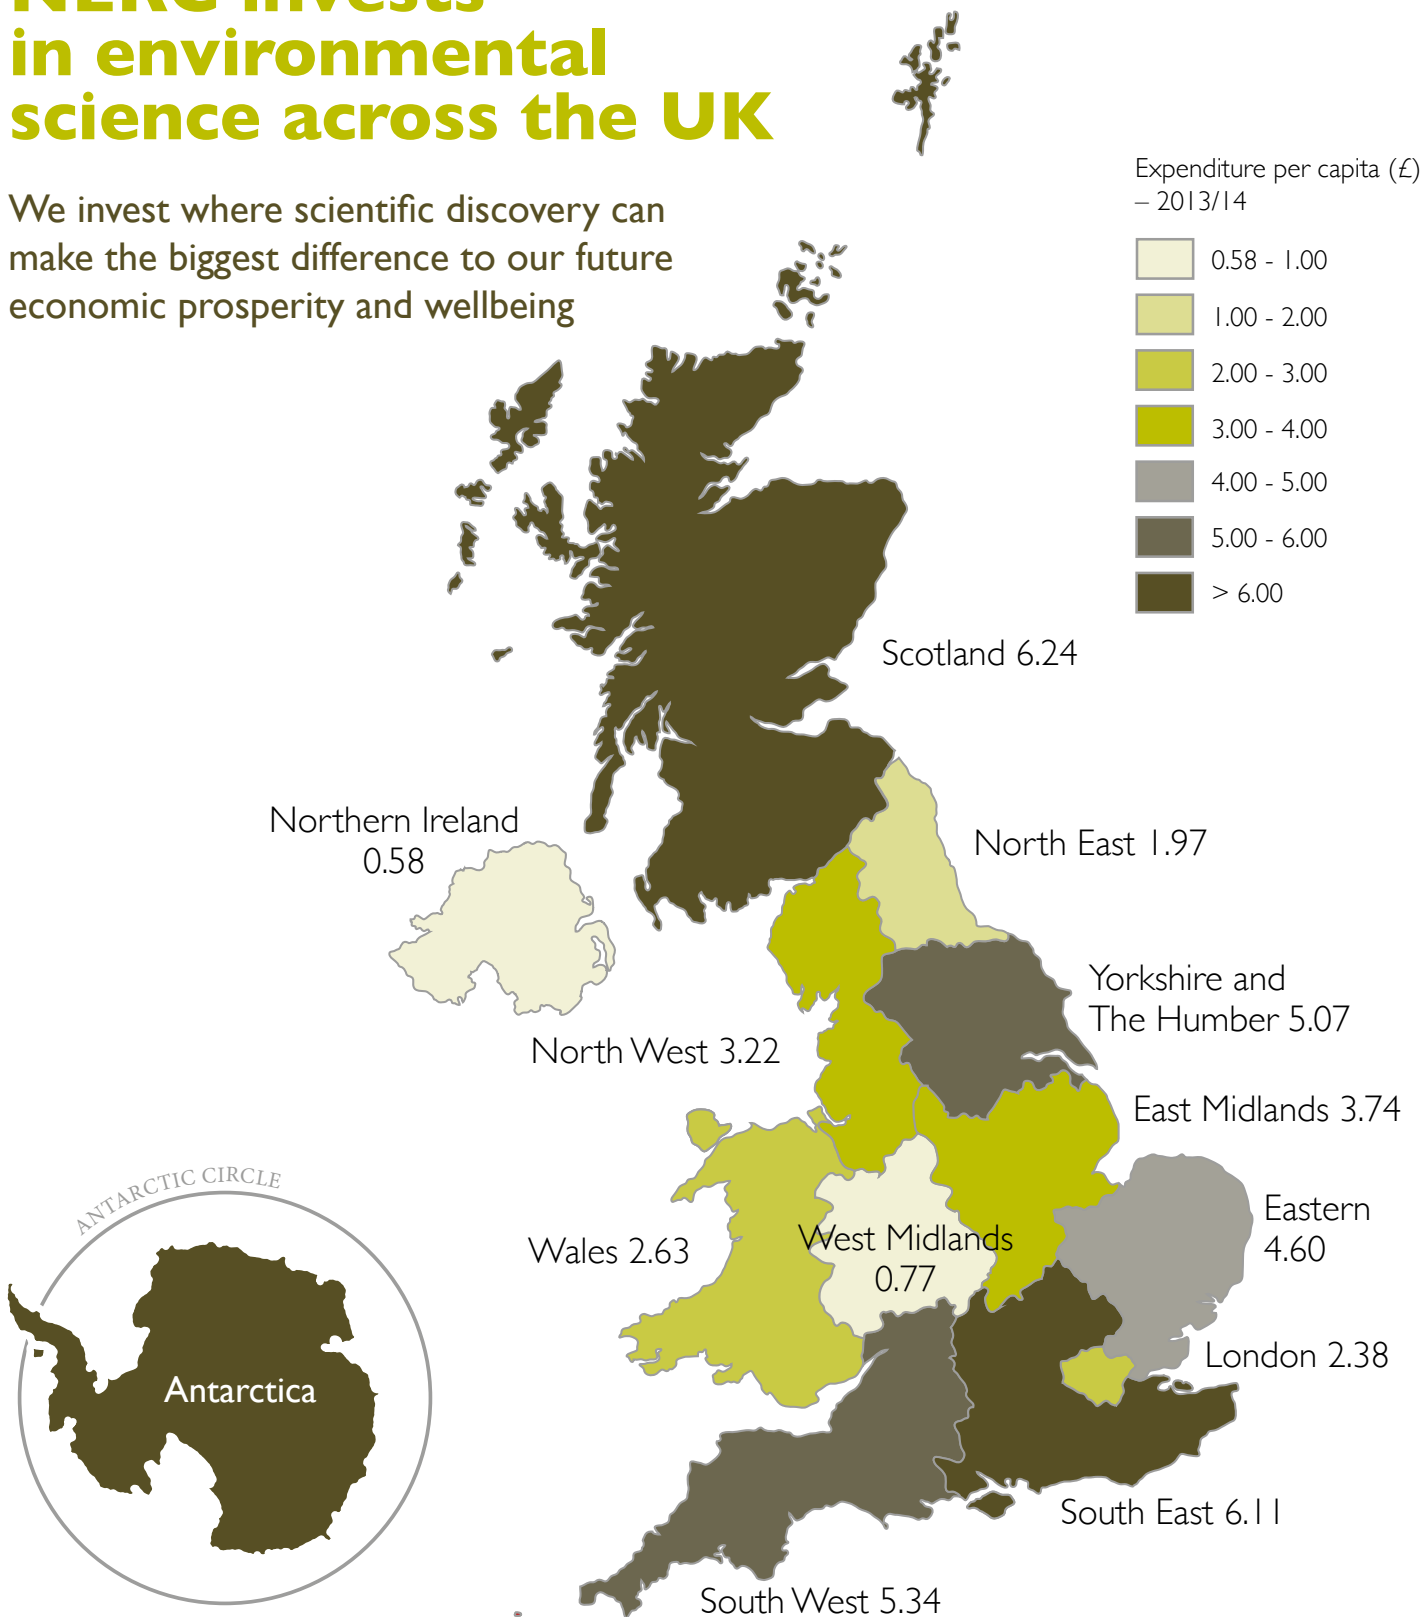 NERC invests
in environmental
science across the UK
We invest where scientific discovery can
make the biggest difference to our future
economic prosperity and wellbeing
Expenditure per capita (£)
– 2013/14
0.58 - 1.00
1.00 - 2.00
2.00 - 3.00
3.00 - 4.00
4.00 - 5.00
5.00 - 6.00
> 6.00
Scotland 6.24
Northern Ireland
0.58
North East 1.97
Yorkshire and
The Humber 5.07
North West 3.22
East Midlands 3.74
ANTARCTIC CIRCLE
Eastern
4.60
Wales 2.63
West Midlands
0.77
London 2.38
Antarctica
South East 6.11
South West 5.34